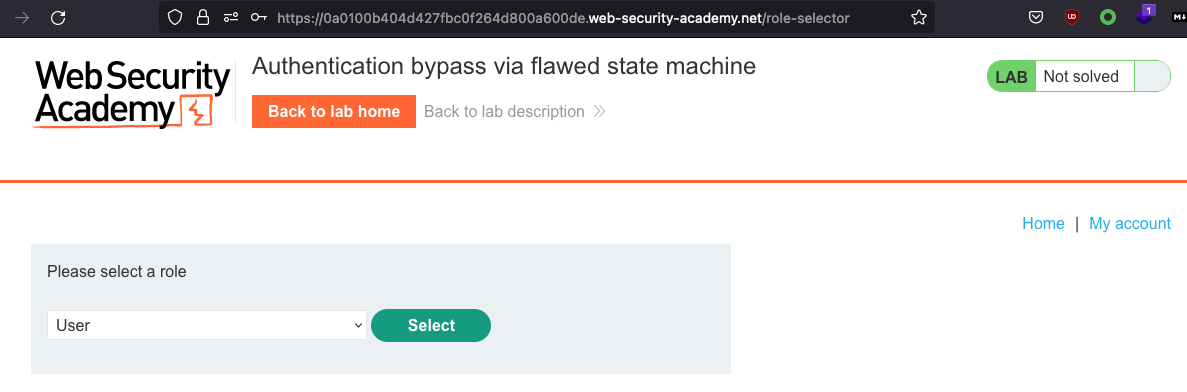 https://0a0100b404d427fbc0f264d800a600de.web-security-academy.net/role-selector
1
M↓
Web Security
Academy
Authentication bypass via flawed state machine
LAB Not solved
Back to lab home Back to lab description
Home | My account
Please select a role
User Select